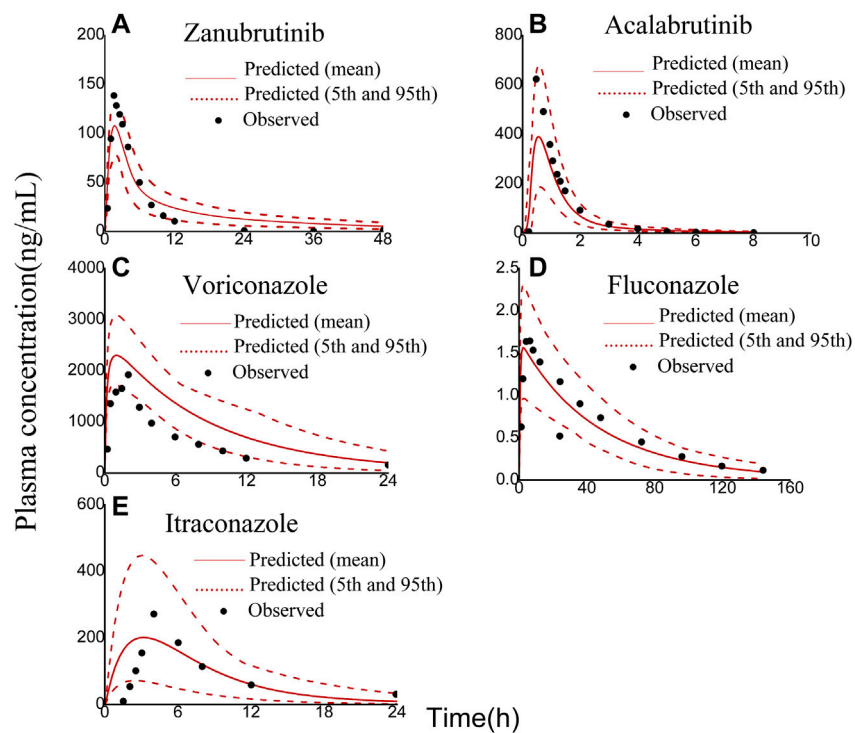 A
Zanubrutinib
Predicted (mean)
Predicted (5th and 95th)
Observed
200
150
100
50
0
0 12 24 36 48
B
Acalabrutinib
Predicted (mean)
Predicted (5th and 95th)
Observed
800
600
400
200
0
0 2 4 6 8 10
Plasma concentration(ng/mL)
C
Voriconazole
Predicted (mean)
Predicted (5th and 95th)
Observed
4000
3000
2000
1000
0
0 6 12 18 24
D
Fluconazole
Predicted (mean)
Predicted (5th and 95th)
Observed
2.5
2.0
1.5
1.0
0.5
0.0
0 40 80 120 160
E
Itraconazole
Predicted (mean)
Predicted (5th and 95th)
Observed
600
400
200
0
0 6 12 18 24
Time(h)